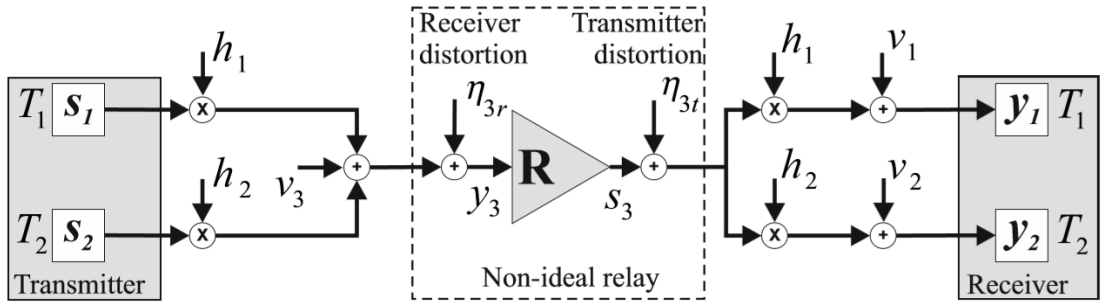 Receiver distortion
Transmitter distortion
h₁
h₁
v₁
η₃ᵣ
η₃ₜ
T₁ s₁
x
x
+
y₁ T₁
h₂
v₃
+
+
R
+
h₂
v₂
y₃
s₃
T₂ s₂
x
x
+
y₂ T₂
Transmitter
Non-ideal relay
Receiver